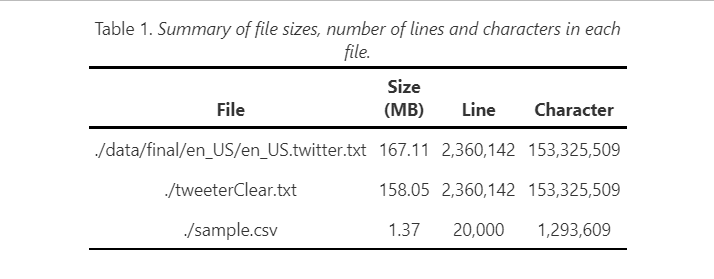 Table 1. Summary of file sizes, number of lines and characters in each
file.
Size
File (MB) Line Character
./data/final/en_US/en_US.twitter.txt 167.11 2,360,142 153,325,509
./tweeterClear.txt 158.05 2,360,142 153,325,509
./sample.csv 1.37 20,000 1,293,609